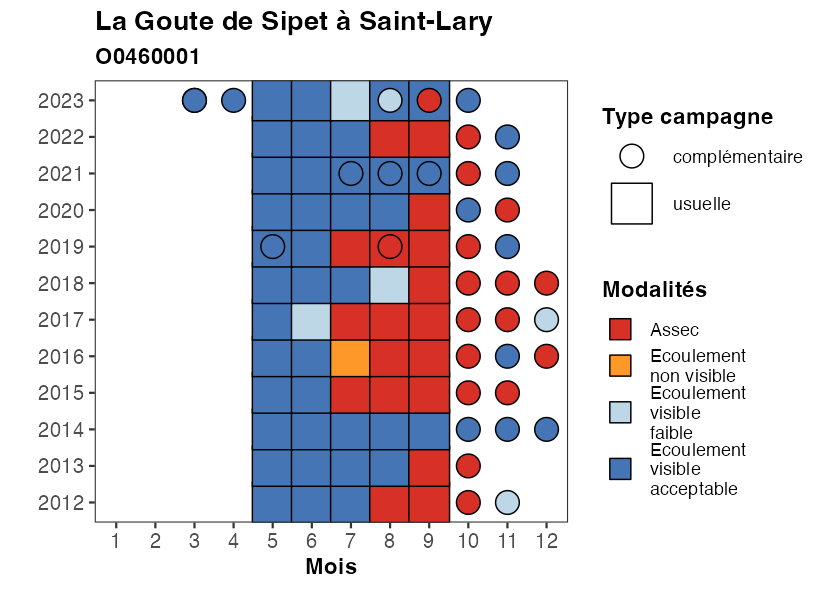 La Goute de Sipet à Saint-Lary
O0460001
2023
2022
2021
2020
2019
2018
2017
2016
2015
2014
2013
2012
1 2 3 4 5 6 7 8 9 10 11 12
Mois
Type campagne
complémentaire
usuelle
Modalités
Assec
Ecoulement
non visible
Ecoulement
visible
faible
Ecoulement
visible
acceptable